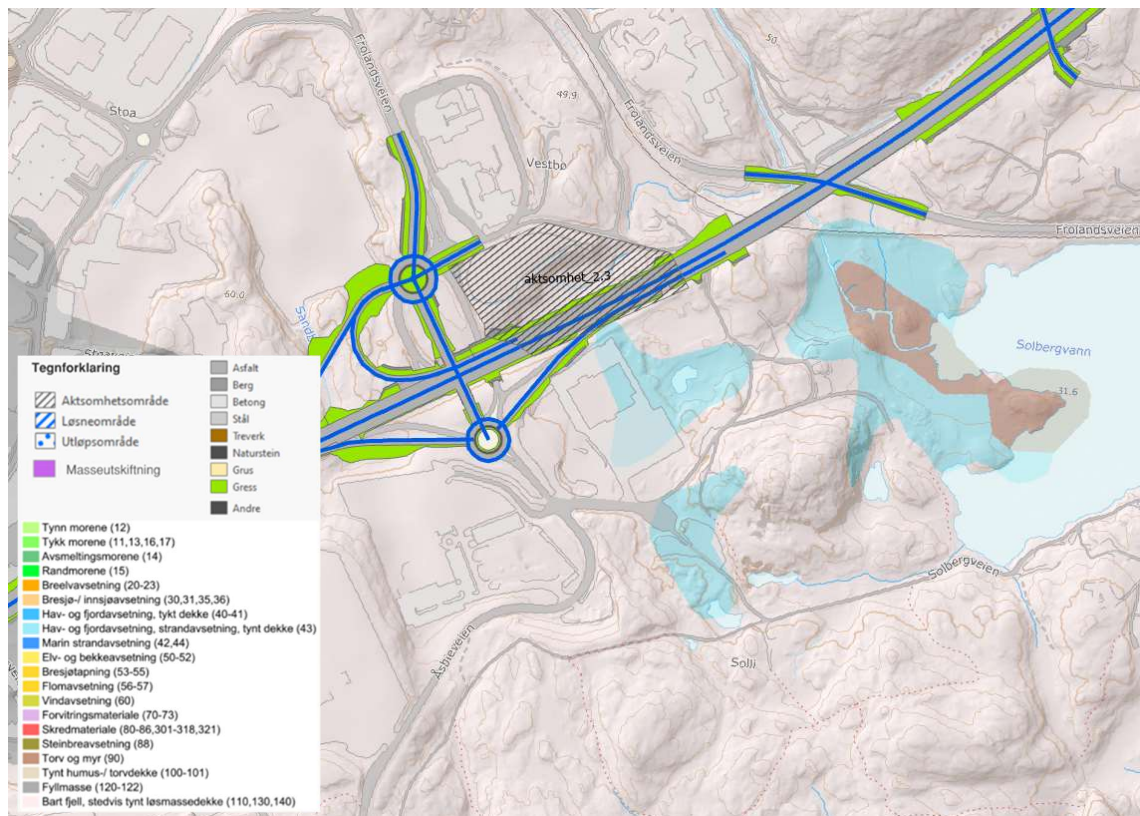 Frolandsveien
50
Stoa
49.9
Frolandsveien
Vestbø
Frolandsveien
aktsomhet_2.3
60.0
Solbergvann
31.6
Tegnforklaring
Aktsomhetsområde
Løsneområde
Utløpsområde
Masseutskiftning
Asfalt
Berg
Betong
Stål
Treverk
Naturstein
Grus
Gress
Andre
Tynn morene (12)
Tykk morene (11,13,16,17)
Avsmeltingsmorene (14)
Randmorene (15)
Breelvavsetning (20-23)
Bresjø-/ innsjøavsetning (30,31,35,36)
Hav- og fjordavsetning, tykt dekke (40-41)
Hav- og fjordavsetning, strandavsetning, tynt dekke (43)
Marin strandavsetning (42,44)
Elv- og bekkeavsetning (50-52)
Bresjøtapning (53-55)
Flomavsetning (56-57)
Vindavsetning (60)
Forvitringsmateriale (70-73)
Skredmateriale (80-86,301-318,321)
Steinbreavsetning (88)
Torv og myr (90)
Tynt humus-/ torvdekke (100-101)
Fyllmasse (120-122)
Bart fjell, stedvis tynt løsmassedekke (110,130,140)
Solbergveien
Åsbieveien
Solli